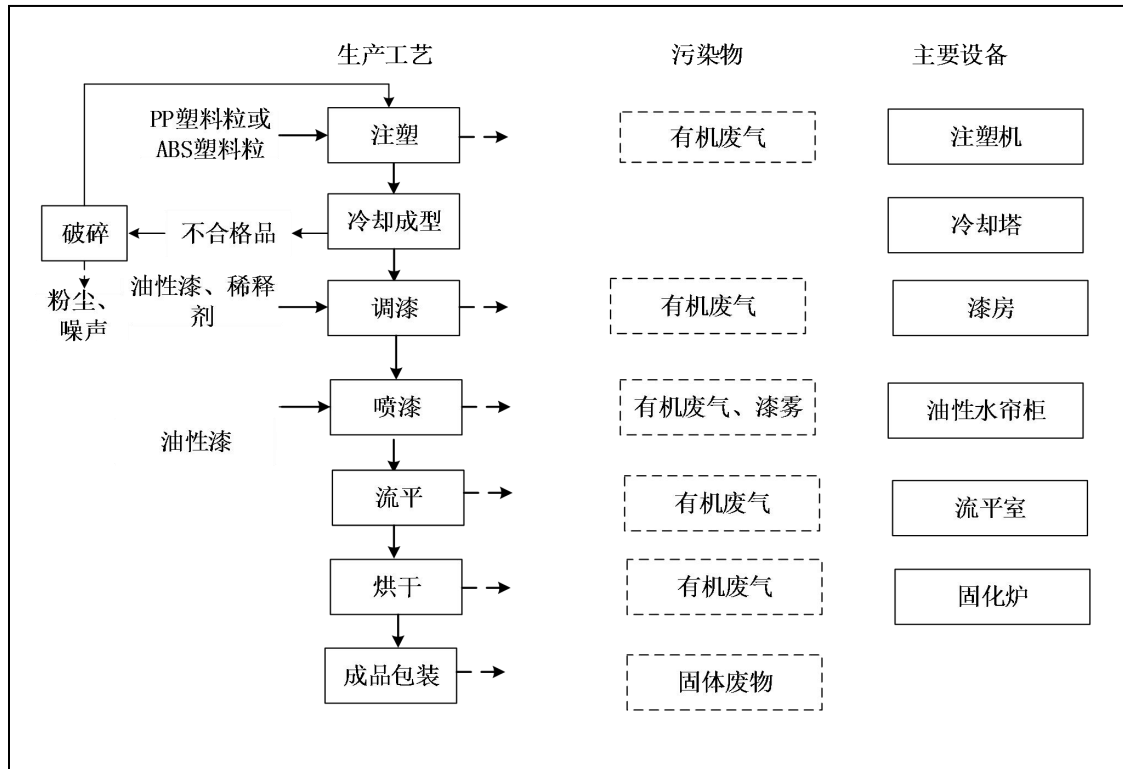 生产工艺
污染物
主要设备
PP塑料粒或
ABS塑料粒
注塑
有机废气
注塑机
破碎
不合格品
冷却成型
冷却塔
粉尘、
噪声
油性漆、稀释
剂
调漆
有机废气
漆房
油性漆
喷漆
有机废气、漆雾
油性水帘柜
流平
有机废气
流平室
烘干
有机废气
固化炉
成品包装
固体废物